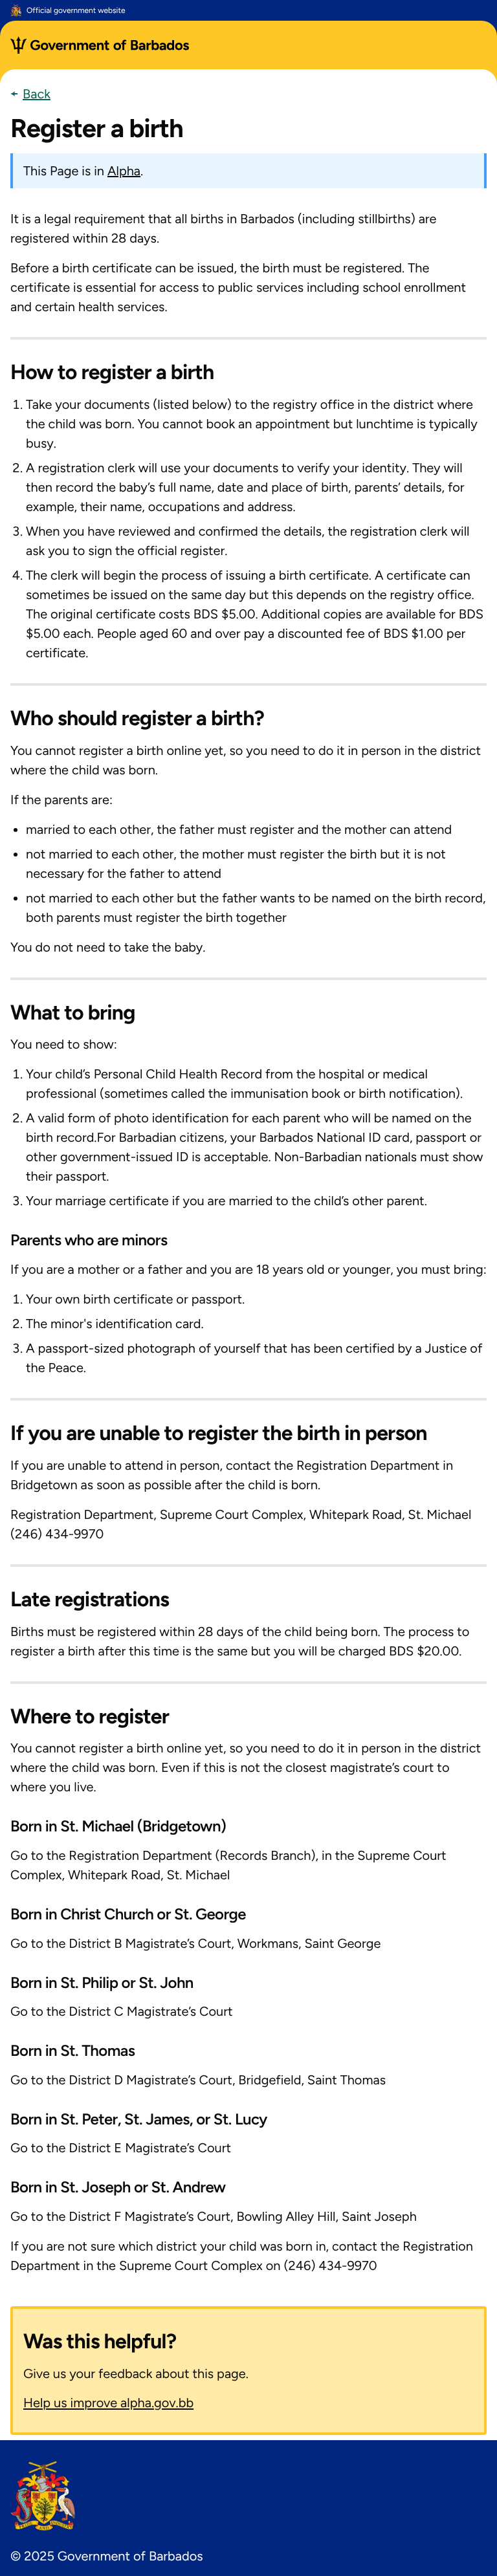 Official government website
Government of Barbados
← Back
Register a birth
This Page is in Alpha.
It is a legal requirement that all births in Barbados (including stillbirths) are
registered within 28 days.
Before a birth certificate can be issued, the birth must be registered. The
certificate is essential for access to public services including school enrollment
and certain health services.
How to register a birth
1. Take your documents (listed below) to the registry office in the district where
the child was born. You cannot book an appointment but lunchtime is typically
busy.
2. A registration clerk will use your documents to verify your identity. They will
then record the baby’s full name, date and place of birth, parents’ details, for
example, their name, occupations and address.
3. When you have reviewed and confirmed the details, the registration clerk will
ask you to sign the official register.
4. The clerk will begin the process of issuing a birth certificate. A certificate can
sometimes be issued on the same day but this depends on the registry office.
The original certificate costs BDS $5.00. Additional copies are available for BDS
$5.00 each. People aged 60 and over pay a discounted fee of BDS $1.00 per
certificate.
Who should register a birth?
You cannot register a birth online yet, so you need to do it in person in the district
where the child was born.
If the parents are:
• married to each other, the father must register and the mother can attend
• not married to each other, the mother must register the birth but it is not
necessary for the father to attend
• not married to each other but the father wants to be named on the birth record,
both parents must register the birth together
You do not need to take the baby.
What to bring
You need to show:
1. Your child’s Personal Child Health Record from the hospital or medical
professional (sometimes called the immunisation book or birth notification).
2. A valid form of photo identification for each parent who will be named on the
birth record.For Barbadian citizens, your Barbados National ID card, passport or
other government-issued ID is acceptable. Non-Barbadian nationals must show
their passport.
3. Your marriage certificate if you are married to the child’s other parent.
Parents who are minors
If you are a mother or a father and you are 18 years old or younger, you must bring:
1. Your own birth certificate or passport.
2. The minor's identification card.
3. A passport-sized photograph of yourself that has been certified by a Justice of
the Peace.
If you are unable to register the birth in person
If you are unable to attend in person, contact the Registration Department in
Bridgetown as soon as possible after the child is born.
Registration Department, Supreme Court Complex, Whitepark Road, St. Michael
(246) 434-9970
Late registrations
Births must be registered within 28 days of the child being born. The process to
register a birth after this time is the same but you will be charged BDS $20.00.
Where to register
You cannot register a birth online yet, so you need to do it in person in the district
where the child was born. Even if this is not the closest magistrate’s court to
where you live.
Born in St. Michael (Bridgetown)
Go to the Registration Department (Records Branch), in the Supreme Court
Complex, Whitepark Road, St. Michael
Born in Christ Church or St. George
Go to the District B Magistrate’s Court, Workmans, Saint George
Born in St. Philip or St. John
Go to the District C Magistrate’s Court
Born in St. Thomas
Go to the District D Magistrate’s Court, Bridgefield, Saint Thomas
Born in St. Peter, St. James, or St. Lucy
Go to the District E Magistrate’s Court
Born in St. Joseph or St. Andrew
Go to the District F Magistrate’s Court, Bowling Alley Hill, Saint Joseph
If you are not sure which district your child was born in, contact the Registration
Department in the Supreme Court Complex on (246) 434-9970
Was this helpful?
Give us your feedback about this page.
Help us improve alpha.gov.bb
© 2025 Government of Barbados